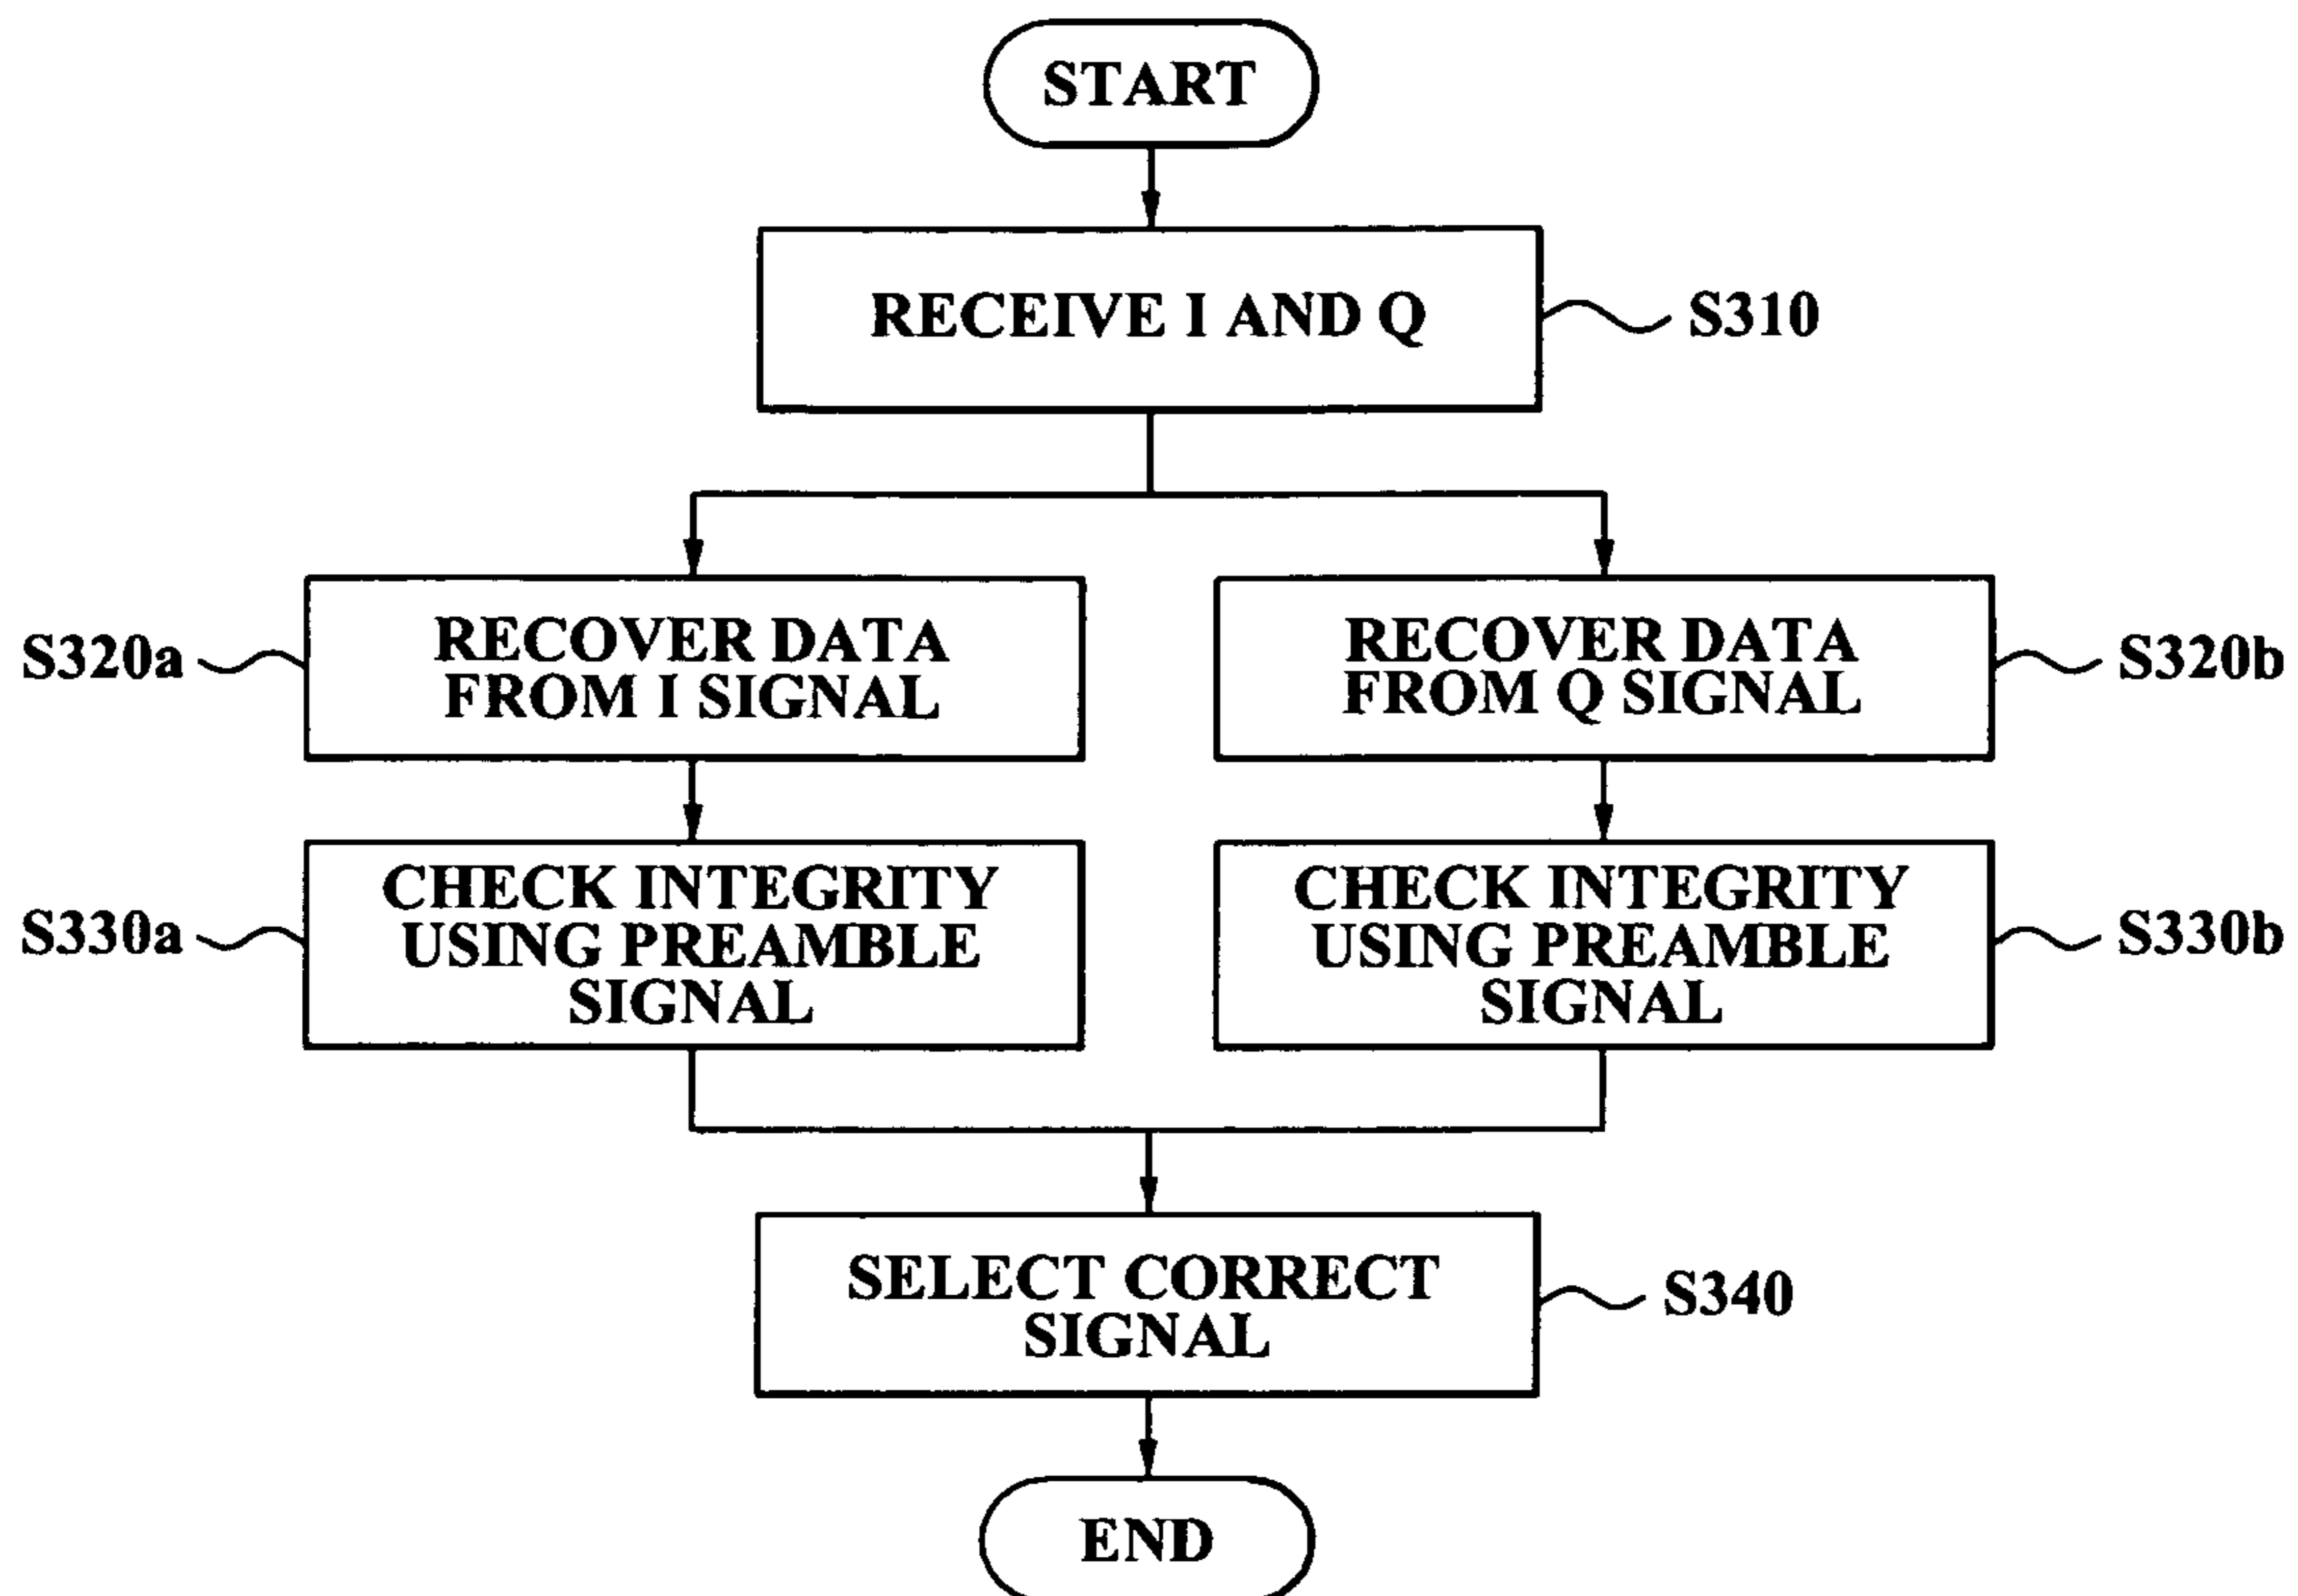 START
RECEIVE I AND Q
S310
S320a
RECOVER DATA
FROM I SIGNAL
RECOVER DATA
FROM Q SIGNAL
S320b
S330a
CHECK INTEGRITY
USING PREAMBLE
SIGNAL
CHECK INTEGRITY
USING PREAMBLE
SIGNAL
S330b
SELECT CORRECT
SIGNAL
S340
END